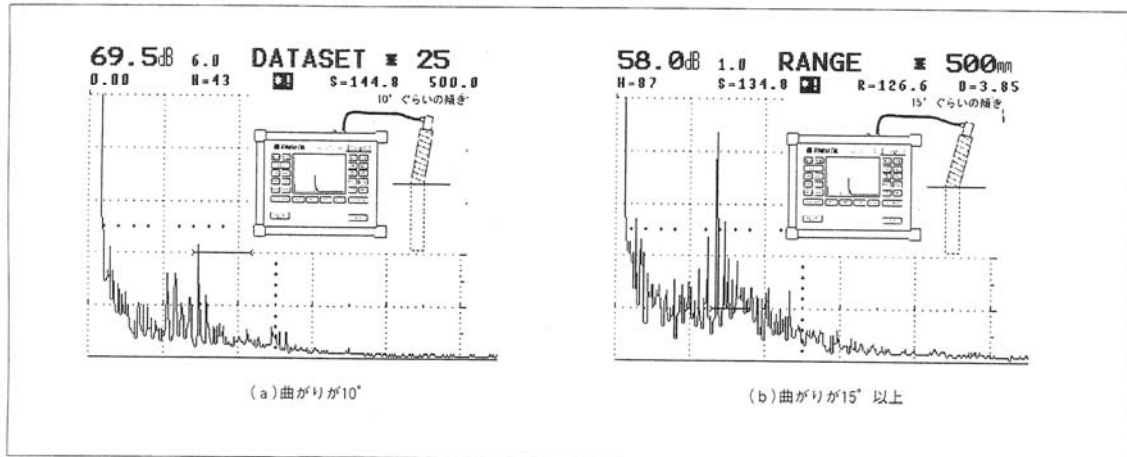 69.5dB 6.0 DATASET ※ 25
0.00 H=43 *! S=144.8 500.0
10° ぐらいの傾き
(a)曲がりが10°
58.0dB 1.0 RANGE ※ 500mm
H=87 S=134.8 *! R=126.6 D=3.85
15° ぐらいの傾き
(b)曲がりが15° 以上